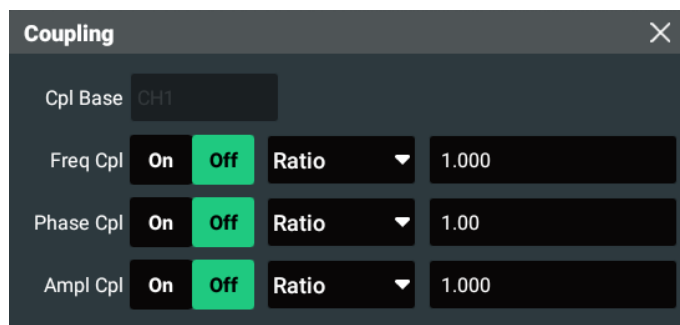 Coupling
Cpl Base CH1
Freq Cpl On Off Ratio 1.000
Phase Cpl On Off Ratio 1.00
Ampl Cpl On Off Ratio 1.000